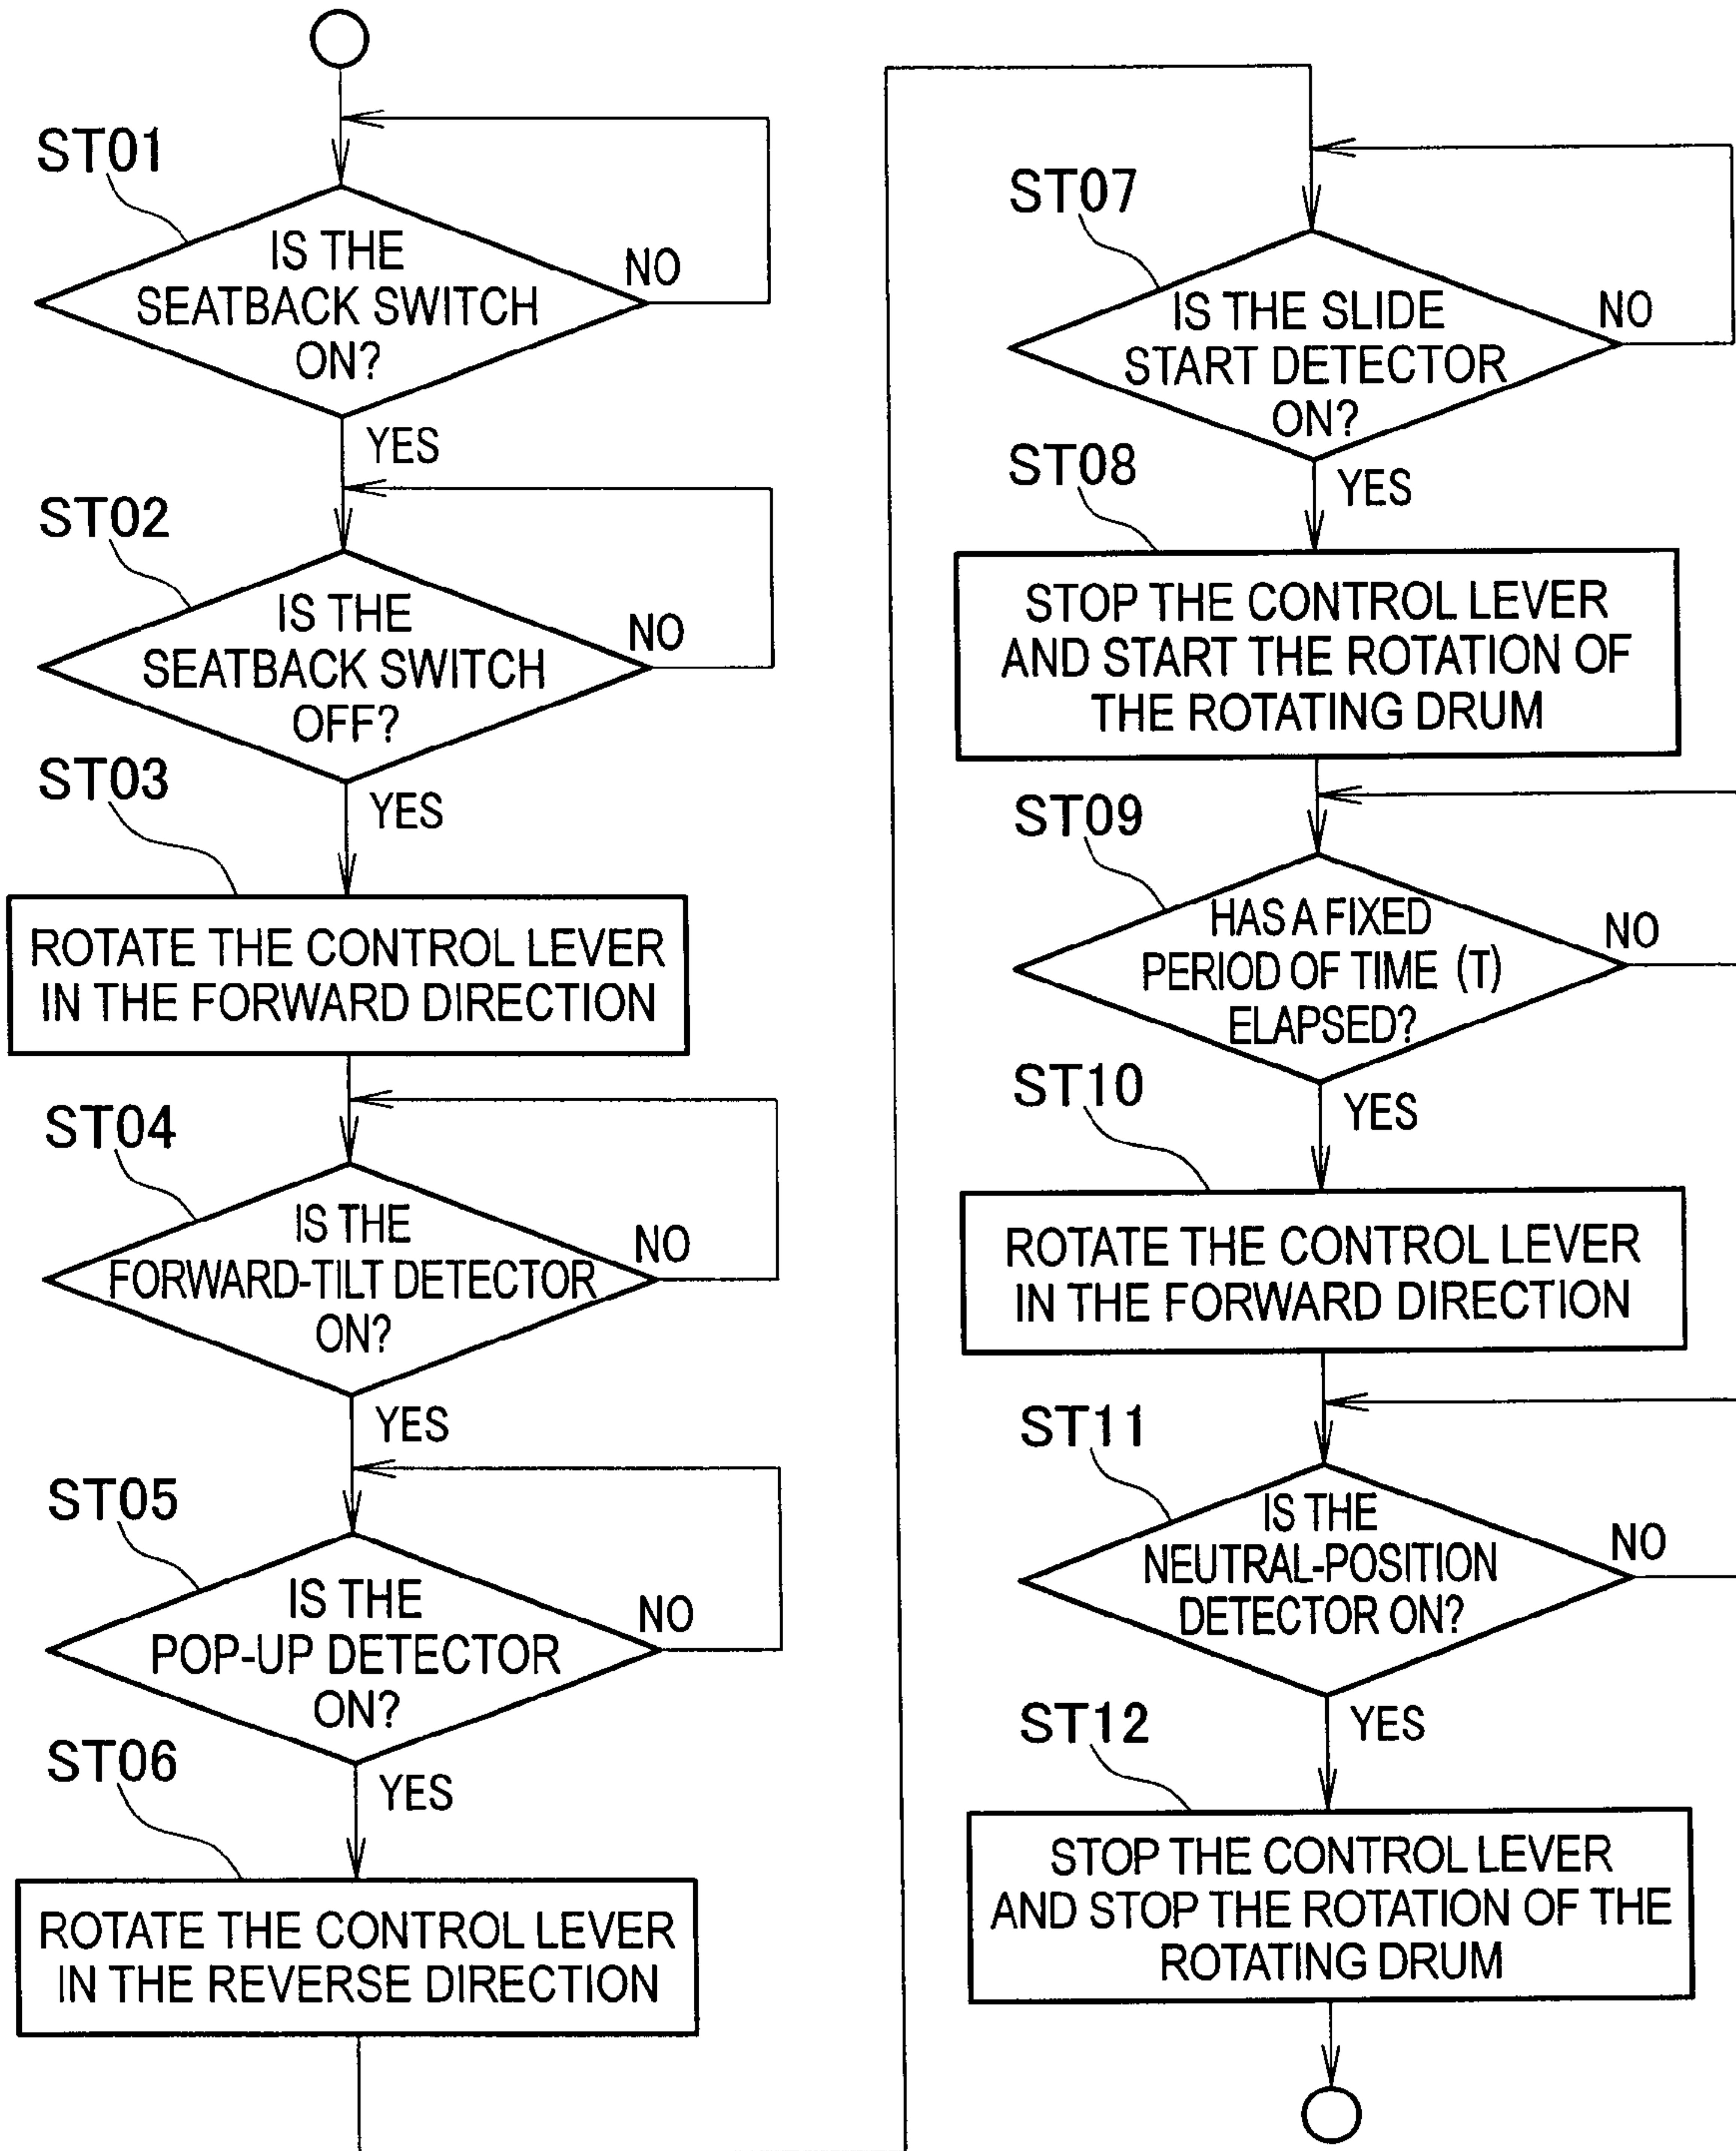 ST01
IS THE
SEATBACK SWITCH
ON?
NO
YES
ST02
IS THE
SEATBACK SWITCH
OFF?
NO
YES
ST03
ROTATE THE CONTROL LEVER
IN THE FORWARD DIRECTION
ST04
IS THE
FORWARD-TILT DETECTOR
ON?
NO
YES
ST05
IS THE
POP-UP DETECTOR
ON?
NO
YES
ST06
ROTATE THE CONTROL LEVER
IN THE REVERSE DIRECTION
ST07
IS THE SLIDE
START DETECTOR
ON?
NO
YES
ST08
STOP THE CONTROL LEVER
AND START THE ROTATION OF
THE ROTATING DRUM
ST09
HAS A FIXED
PERIOD OF TIME (T)
ELAPSED?
NO
YES
ST10
ROTATE THE CONTROL LEVER
IN THE FORWARD DIRECTION
ST11
IS THE
NEUTRAL-POSITION
DETECTOR ON?
NO
YES
ST12
STOP THE CONTROL LEVER
AND STOP THE ROTATION OF THE
ROTATING DRUM